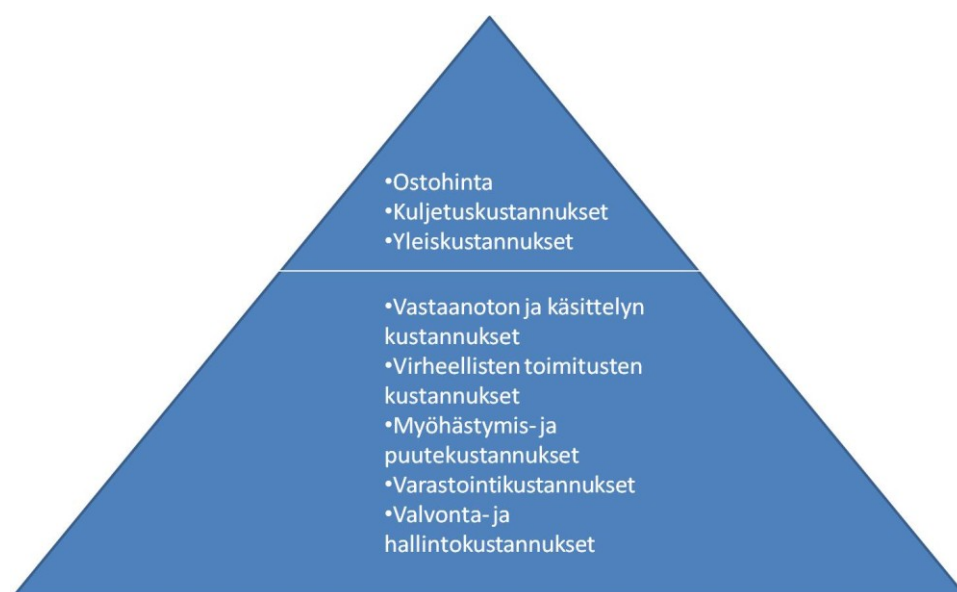 •Ostohinta
•Kuljetuskustannukset
•Yleiskustannukset
•Vastaanoton ja käsittelyn
kustannukset
•Virheellisten toimitusten
kustannukset
•Myöhästymis- ja
puutekustannukset
•Varastointikustannukset
•Valvonta- ja
hallintokustannukset